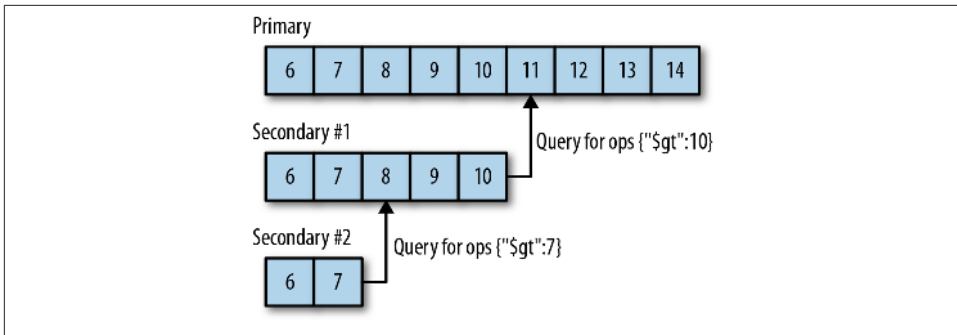 Primary
6 7 8 9 10 11 12 13 14
Secondary #1
Query for ops {"$gt":10}
6 7 8 9 10
Secondary #2
Query for ops {"$gt":7}
6 7